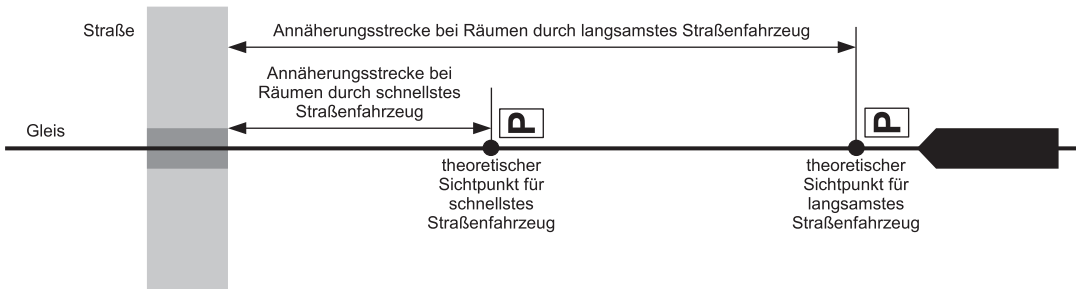 Straße
Annäherungsstrecke bei Räumen durch langsamstes Straßenfahrzeug
Annäherungsstrecke bei
Räumen durch schnellstes
Straßenfahrzeug
Gleis
P
P
theoretischer
Sichtpunkt für
schnellstes
Straßenfahrzeug
theoretischer
Sichtpunkt für
langsamstes
Straßenfahrzeug